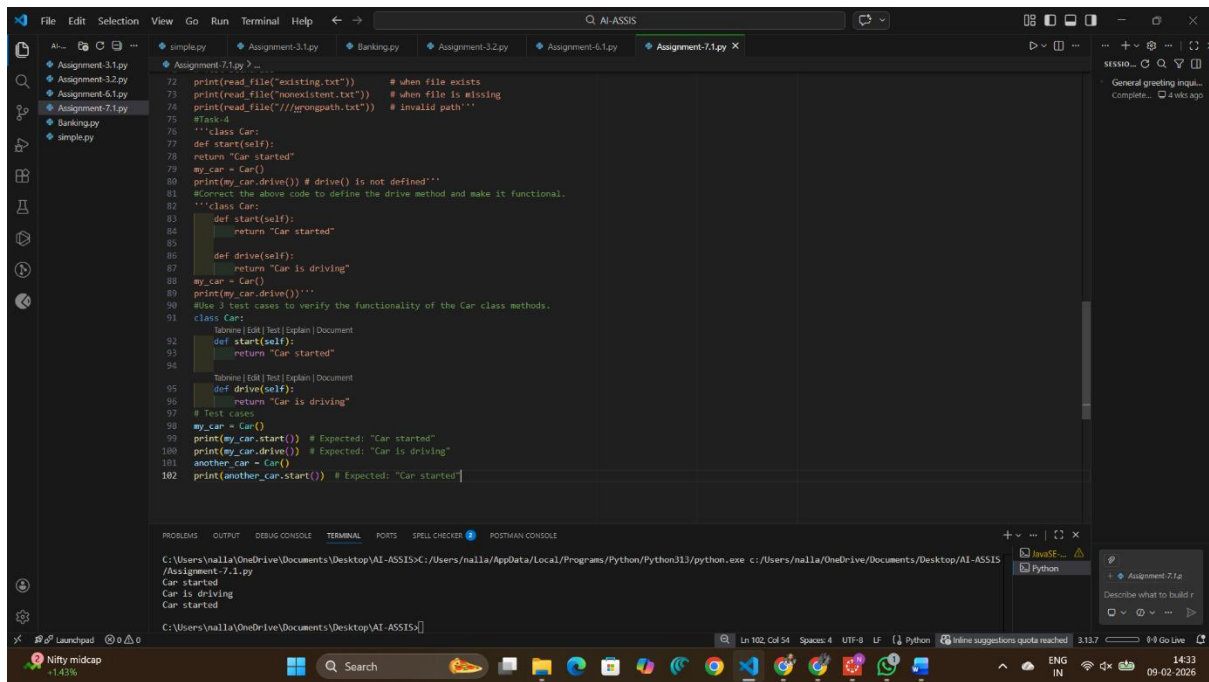 File Edit Selection View Go Run Terminal Help
AI-ASSIS
AI-...
simple.py Assignment-3.1.py Banking.py Assignment-3.2.py Assignment-6.1.py Assignment-7.1.py
Assignment-3.1.py
Assignment-3.2.py
Assignment-6.1.py
Assignment-7.1.py
Banking.py
simple.py
Assignment-7.1.py > ...
72 print(read_file("existing.txt")) # when file exists
73 print(read_file("nonexistent.txt")) # when file is missing
74 print(read_file("///wrongpath.txt")) # invalid path'''
75 #Task-4
76 '''class Car:
77 def start(self):
78 return "Car started"
79 my_car = Car()
80 print(my_car.drive()) # drive() is not defined'''
81 #Correct the above code to define the drive method and make it functional.
82 '''class Car:
83 def start(self):
84 return "Car started"
85
86 def drive(self):
87 return "Car is driving"
88 my_car = Car()
89 print(my_car.drive())'''
90 #Use 3 test cases to verify the functionality of the Car class methods.
91 class Car:
Tabnine | Edit | Test | Explain | Document
92 def start(self):
93 return "Car started"
94
Tabnine | Edit | Test | Explain | Document
95 def drive(self):
96 return "Car is driving"
97 # Test cases
98 my_car = Car()
99 print(my_car.start()) # Expected: "Car started"
100 print(my_car.drive()) # Expected: "Car is driving"
101 another_car = Car()
102 print(another_car.start()) # Expected: "Car started"
SESSIO...
General greeting inqui...
Complete... 4 wks ago
PROBLEMS OUTPUT DEBUG CONSOLE TERMINAL PORTS SPELL CHECKER 2 POSTMAN CONSOLE
C:\Users\nalla\OneDrive\Documents\Desktop\AI-ASSIS>C:/Users/nalla/AppData/Local/Programs/Python/Python313/python.exe c:/Users/nalla/OneDrive/Documents/Desktop/AI-ASSIS
/Assignment-7.1.py
Car started
Car is driving
Car started
C:\Users\nalla\OneDrive\Documents\Desktop\AI-ASSIS>
JavaSE-...
Python
Assignment-7.1.p
Describe what to build r
Launchpad 0 0 Ln 102, Col 54 Spaces: 4 UTF-8 LF Python Inline suggestions quota reached 3.13.7 Go Live
Nifty midcap
+1.43%
Search
ENG
IN
14:33
09-02-2026